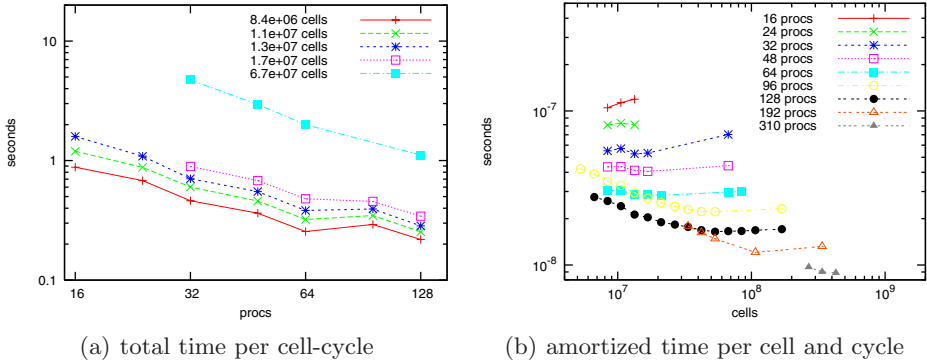 10
1
0.1
seconds
16
32
64
128
procs
8.4e+06 cells
1.1e+07 cells
1.3e+07 cells
1.7e+07 cells
6.7e+07 cells
(a) total time per cell-cycle
10^-7
10^-8
seconds
10^7
10^8
10^9
cells
16 procs
24 procs
32 procs
48 procs
64 procs
96 procs
128 procs
192 procs
310 procs
(b) amortized time per cell and cycle